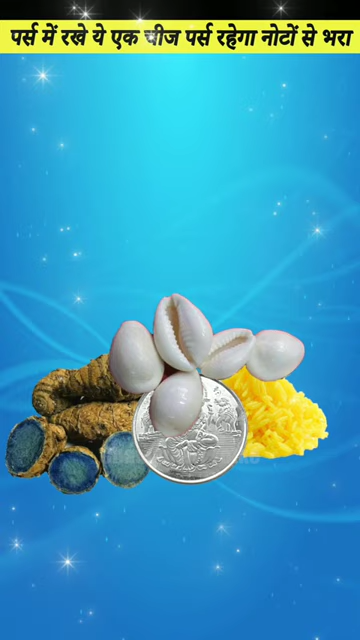 पर्स में रखे ये एक चीज पर्स रहेगा नोटों से भरा